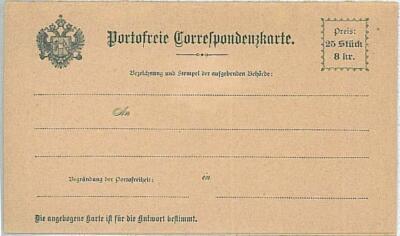 Portofreie Correspondenzkarte.
Preis:
25 Stück
8 kr.
Bezeichnung und Stempel der aufgebenden Behörde:
An
Begründung der Portofreiheit:
in
Die angebogene Karte ist für die Antwort bestimmt.